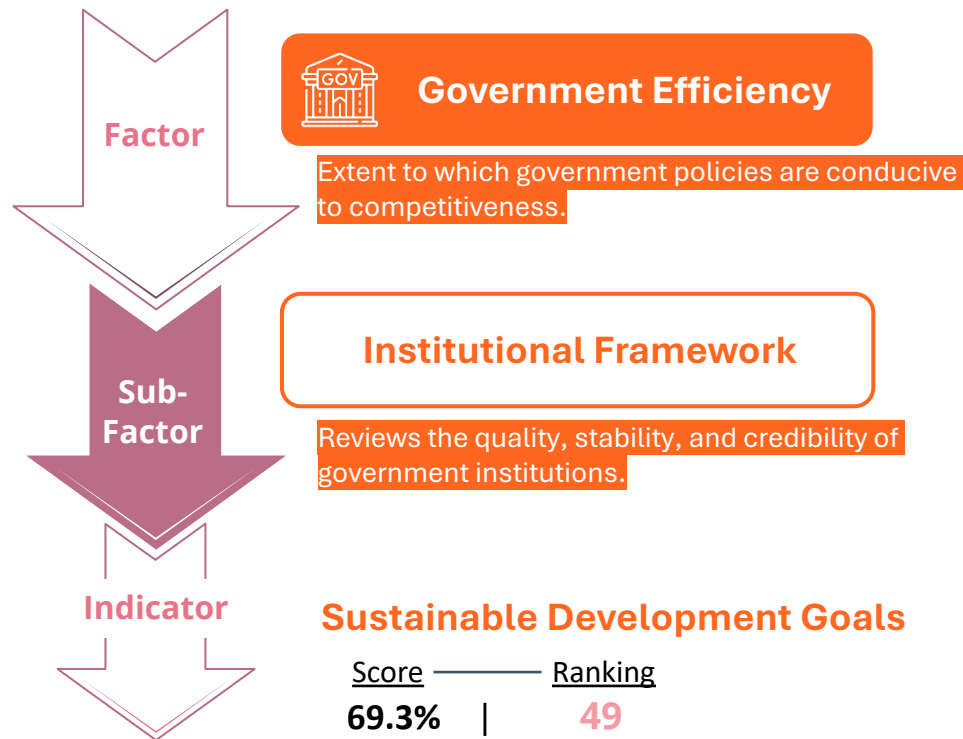 Factor
GOV
Government Efficiency
Extent to which government policies are conducive
to competitiveness.
Sub-
Factor
Institutional Framework
Reviews the quality, stability, and credibility of
government institutions.
Indicator
Sustainable Development Goals
Score Ranking
69.3% | 49